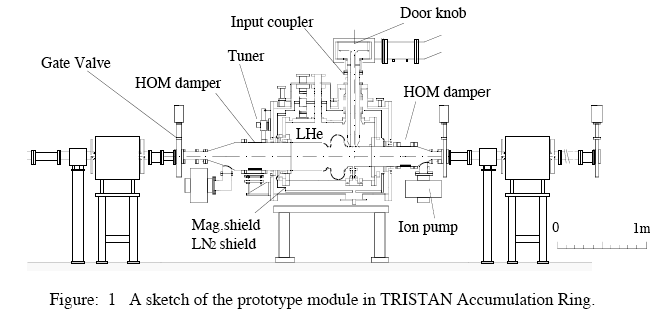 Door knob
Input coupler
Tuner
Gate Valve
HOM damper
HOM damper
LHe
Mag.shield
LN2 shield
Ion pump
0 1m
Figure: 1 A sketch of the prototype module in TRISTAN Accumulation Ring.